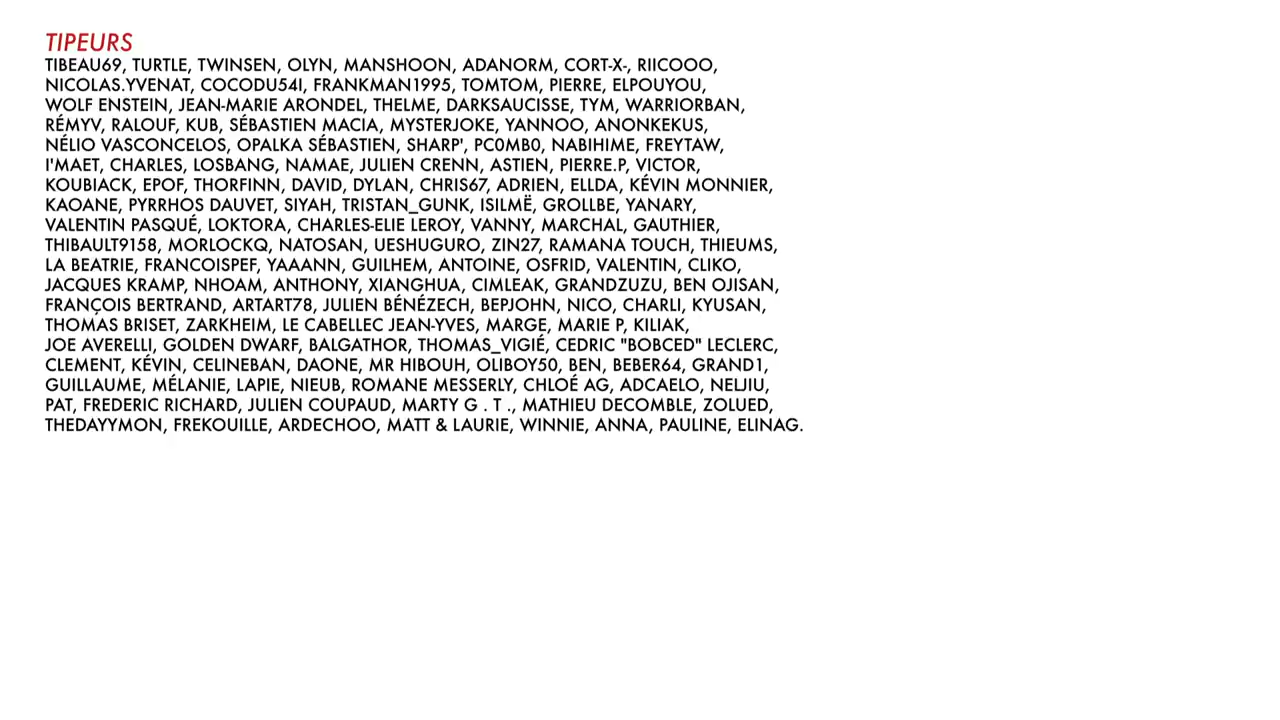 TIPEURS
TIBEAU69, TURTLE, TWINSEN, OLYN, MANSHOON, ADANORM, CORT-X-, RIICOOO,
NICOLAS.YVENAT, COCODU54I, FRANKMAN1995, TOMTOM, PIERRE, ELPOUYOU,
WOLF ENSTEIN, JEAN-MARIE ARONDEL, THELME, DARKSAUCISSE, TYM, WARRIORBAN,
RÉMYV, RALOUF, KUB, SÉBASTIEN MACIA, MYSTERJOKE, YANNOO, ANONKEKUS,
NÉLIO VASCONCELOS, OPALKA SÉBASTIEN, SHARP', PC0MB0, NABIHIME, FREYTAW,
I'MAET, CHARLES, LOSBANG, NAMAE, JULIEN CRENN, ASTIEN, PIERRE.P, VICTOR,
KOUBIACK, EPOF, THORFINN, DAVID, DYLAN, CHRIS67, ADRIEN, ELLDA, KÉVIN MONNIER,
KAOANE, PYRRHOS DAUVET, SIYAH, TRISTAN_GUNK, ISILMË, GROLLBE, YANARY,
VALENTIN PASQUÉ, LOKTORA, CHARLES-ELIE LEROY, VANNY, MARCHAL, GAUTHIER,
THIBAULT9158, MORLOCKQ, NATOSAN, UESHUGURO, ZIN27, RAMANA TOUCH, THIEUMS,
LA BEATRIE, FRANCOISPEF, YAAANN, GUILHEM, ANTOINE, OSFRID, VALENTIN, CLIKO,
JACQUES KRAMP, NHOAM, ANTHONY, XIANGHUA, CIMLEAK, GRANDZUZU, BEN OJISAN,
FRANÇOIS BERTRAND, ARTART78, JULIEN BÉNÉZECH, BEPJOHN, NICO, CHARLI, KYUSAN,
THOMAS BRISET, ZARKHEIM, LE CABELLEC JEAN-YVES, MARGE, MARIE P, KILIAK,
JOE AVERELLI, GOLDEN DWARF, BALGATHOR, THOMAS_VIGIÉ, CEDRIC "BOBCED" LECLERC,
CLEMENT, KÉVIN, CELINEBAN, DAONE, MR HIBOUH, OLIBOY50, BEN, BEBER64, GRAND1,
GUILLAUME, MÉLANIE, LAPIE, NIEUB, ROMANE MESSERLY, CHLOÉ AG, ADCAELO, NELJIU,
PAT, FREDERIC RICHARD, JULIEN COUPAUD, MARTY G . T ., MATHIEU DECOMBLE, ZOLUED,
THEDAYYMON, FREKOUILLE, ARDECHOO, MATT & LAURIE, WINNIE, ANNA, PAULINE, ELINAG.